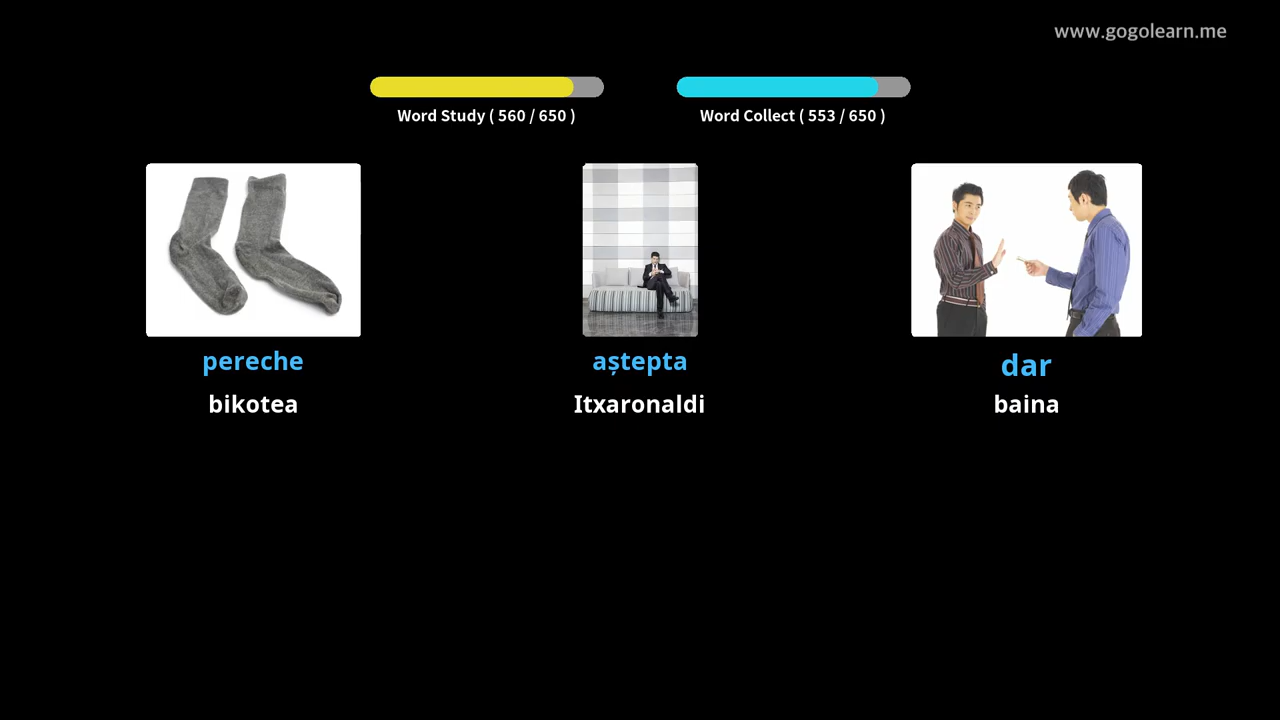 www.gogolearn.me
Word Study ( 560 / 650 )
Word Collect ( 553 / 650 )
pereche
aștepta
dar
bikotea
Itxaronaldi
baina